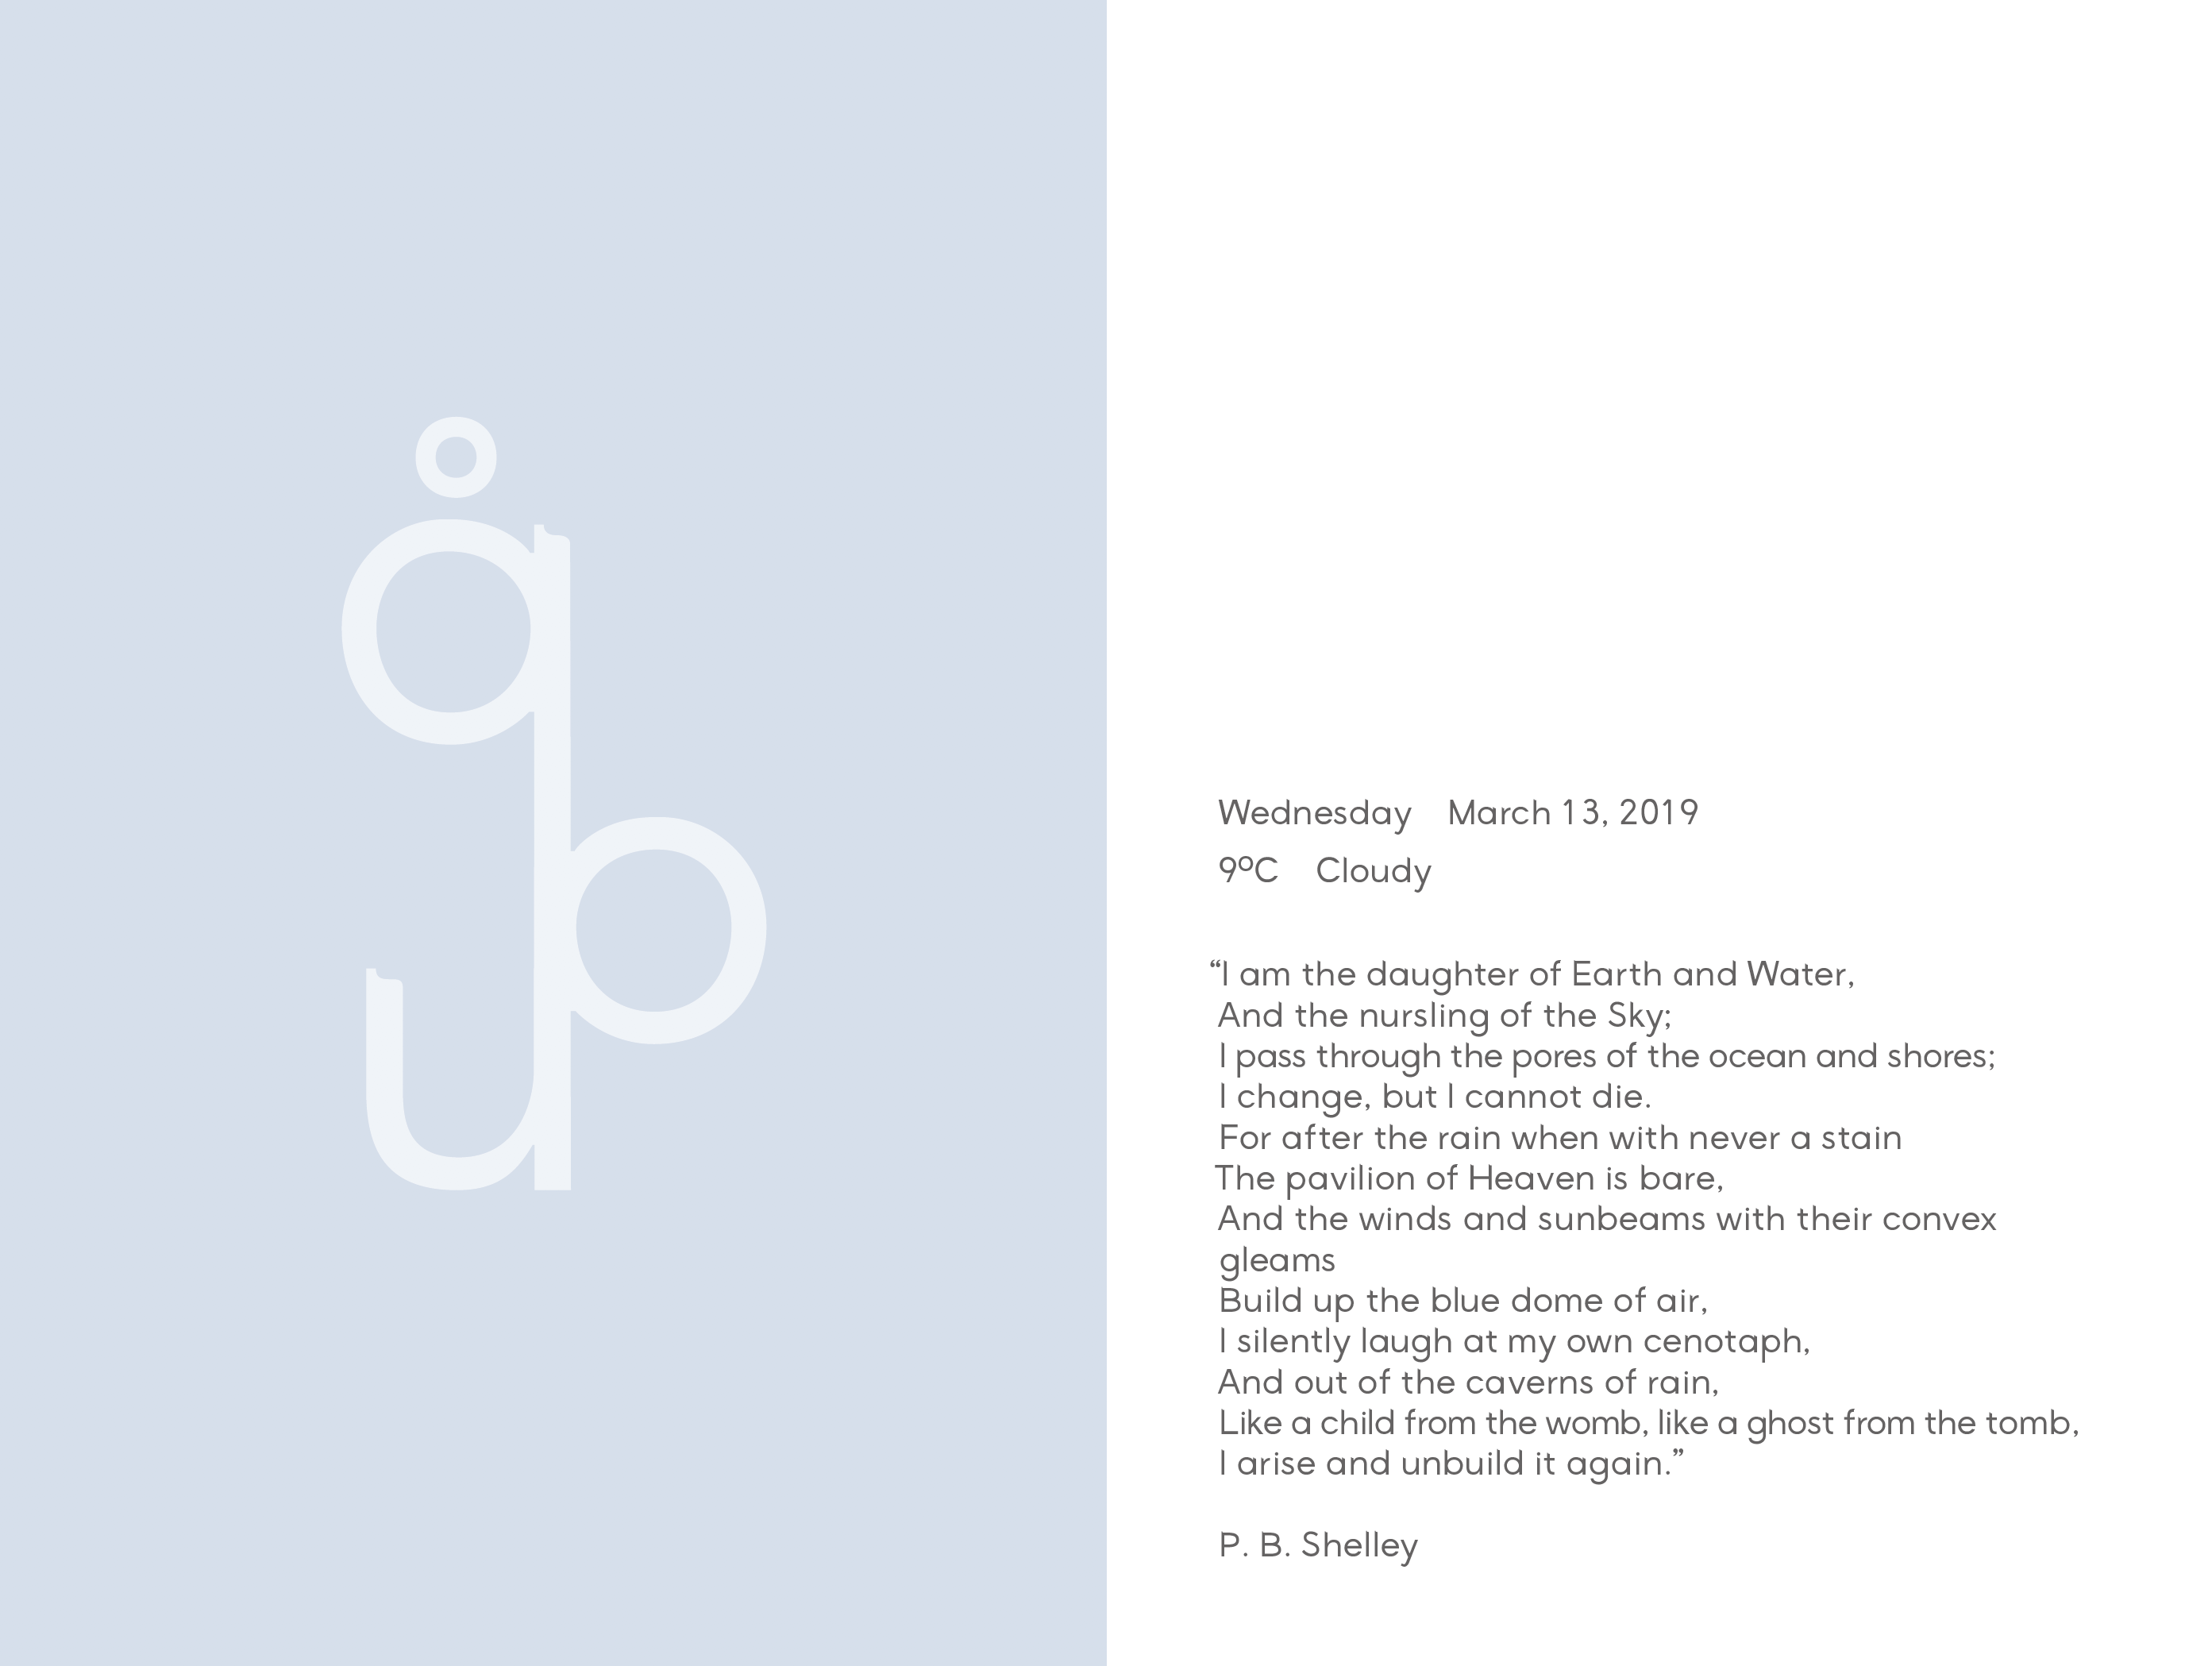 Wednesday March 13, 2019
9ºC Cloudy
“I am the daughter of Earth and Water,
And the nursling of the Sky;
I pass through the pores of the ocean and shores;
I change, but I cannot die.
For after the rain when with never a stain
The pavilion of Heaven is bare,
And the winds and sunbeams with their convex
gleams
Build up the blue dome of air,
I silently laugh at my own cenotaph,
And out of the caverns of rain,
Like a child from the womb, like a ghost from the tomb,
I arise and unbuild it again.”
P. B. Shelley